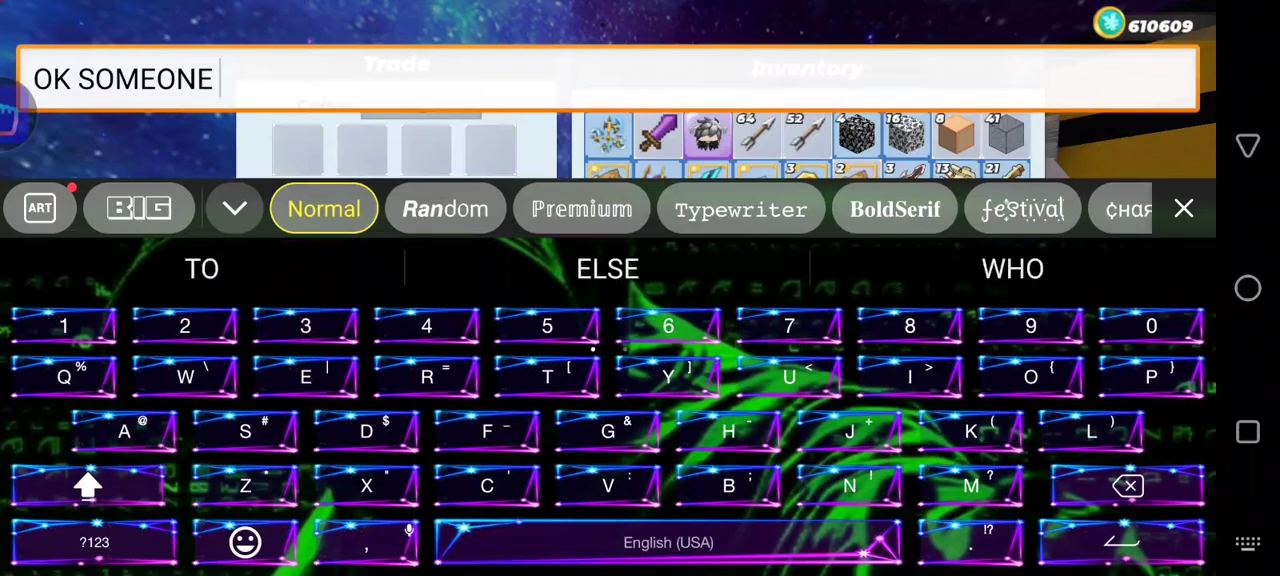 610609
OK SOMEONE
Trade
Inventory
64 52 4 16 8 41
3 2 3 13 21
ART BIG Normal Random Premium Typewriter BoldSerif festival ¢нαя
TO ELSE WHO
1 2 3 4 5 6 7 8 9 0
Q % W \ E | R = T [ Y ] U < I > O { P }
A @ S # D $ F _ G & H - J + K ( L )
Z * X " C ' V : B ; N ! M ?
?123 , English (USA) . !?